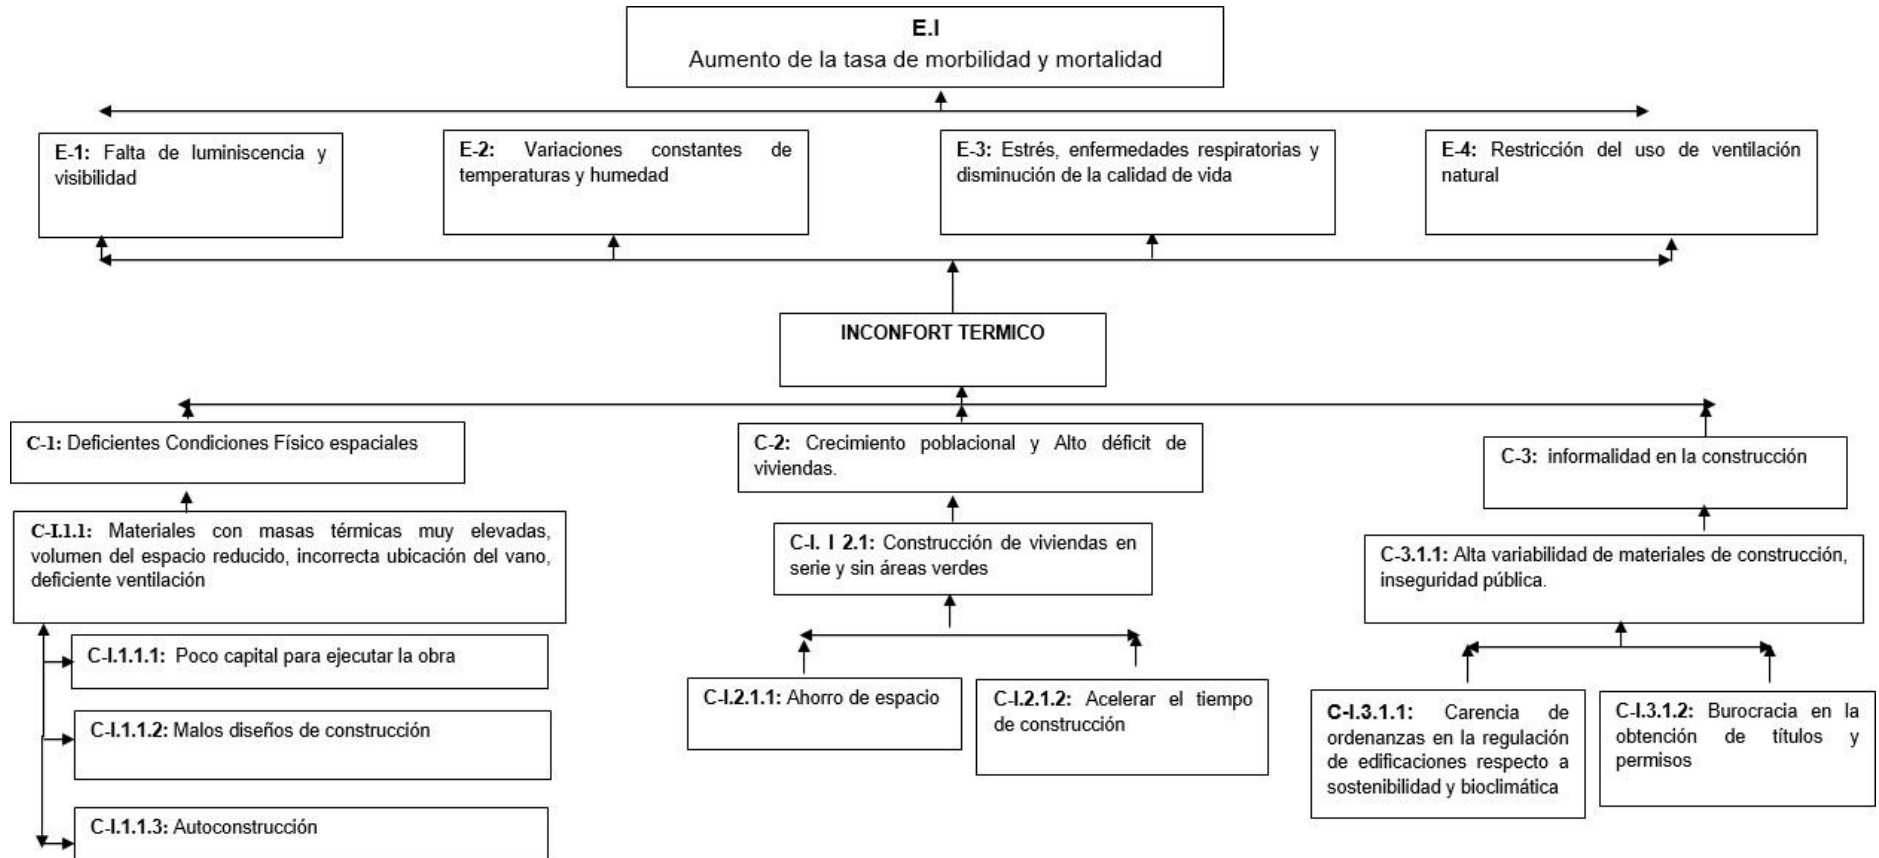 E.I
Aumento de la tasa de morbilidad y mortalidad
E-1: Falta de luminiscencia y
visibilidad
E-2: Variaciones constantes de
temperaturas y humedad
E-3: Estrés, enfermedades respiratorias y
disminución de la calidad de vida
E-4: Restricción del uso de ventilación
natural
INCONFORT TERMICO
C-1: Deficientes Condiciones Físico espaciales
C-2: Crecimiento poblacional y Alto déficit de
viviendas.
C-3: informalidad en la construcción
C-I.1.1: Materiales con masas térmicas muy elevadas,
volumen del espacio reducido, incorrecta ubicación del vano,
deficiente ventilación
C-I. I 2.1: Construcción de viviendas en
serie y sin áreas verdes
C-3.1.1: Alta variabilidad de materiales de construcción,
inseguridad pública.
C-I.1.1.1: Poco capital para ejecutar la obra
C-I.1.1.2: Malos diseños de construcción
C-I.1.1.3: Autoconstrucción
C-I.2.1.1: Ahorro de espacio
C-I.2.1.2: Acelerar el tiempo
de construcción
C-I.3.1.1: Carencia de
ordenanzas en la regulación
de edificaciones respecto a
sostenibilidad y bioclimática
C-I.3.1.2: Burocracia en la
obtención de títulos y
permisos